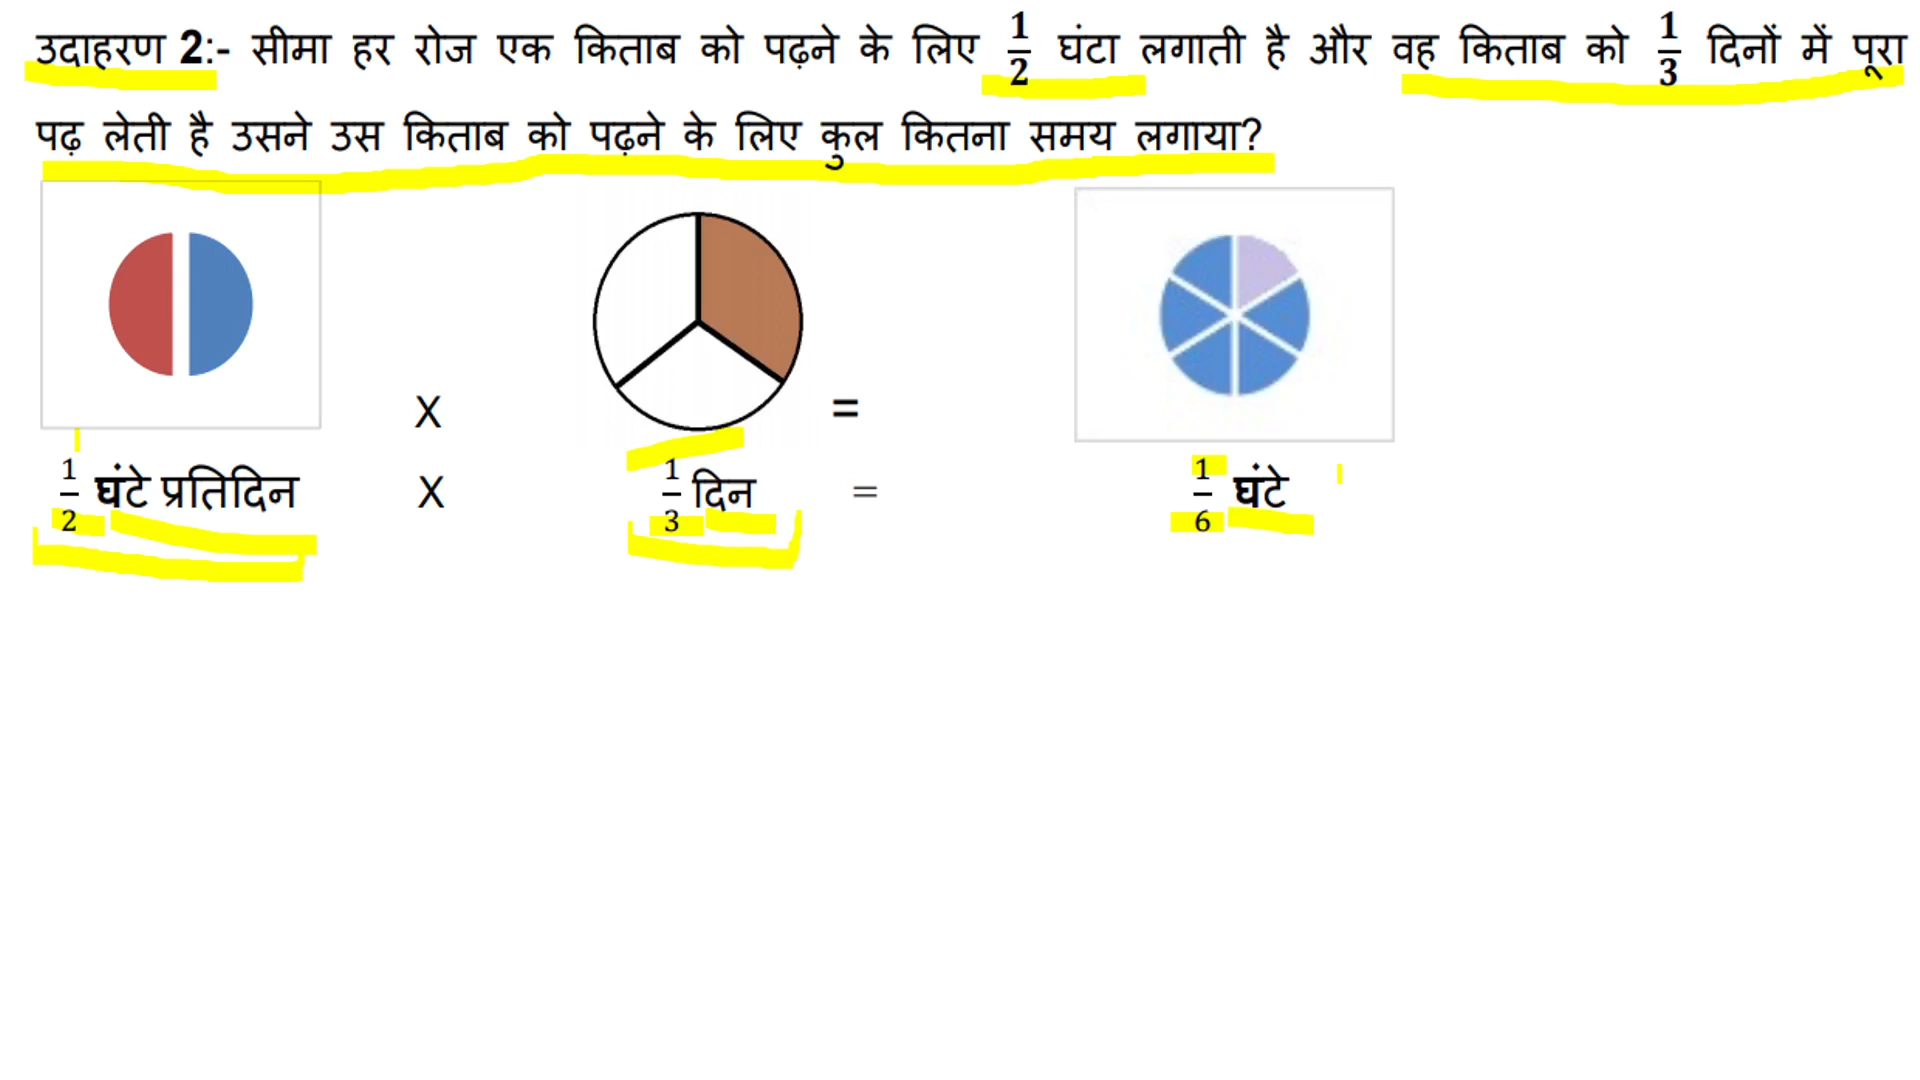 उदाहरण 2:- सीमा हर रोज एक किताब को पढ़ने के लिए 1/2 घंटा लगाती है और वह किताब को 1/3 दिनों में पूरा
पढ़ लेती है उसने उस किताब को पढ़ने के लिए कुल कितना समय लगाया?
X =
1/2 घंटे प्रतिदिन X 1/3 दिन = 1/6 घंटे